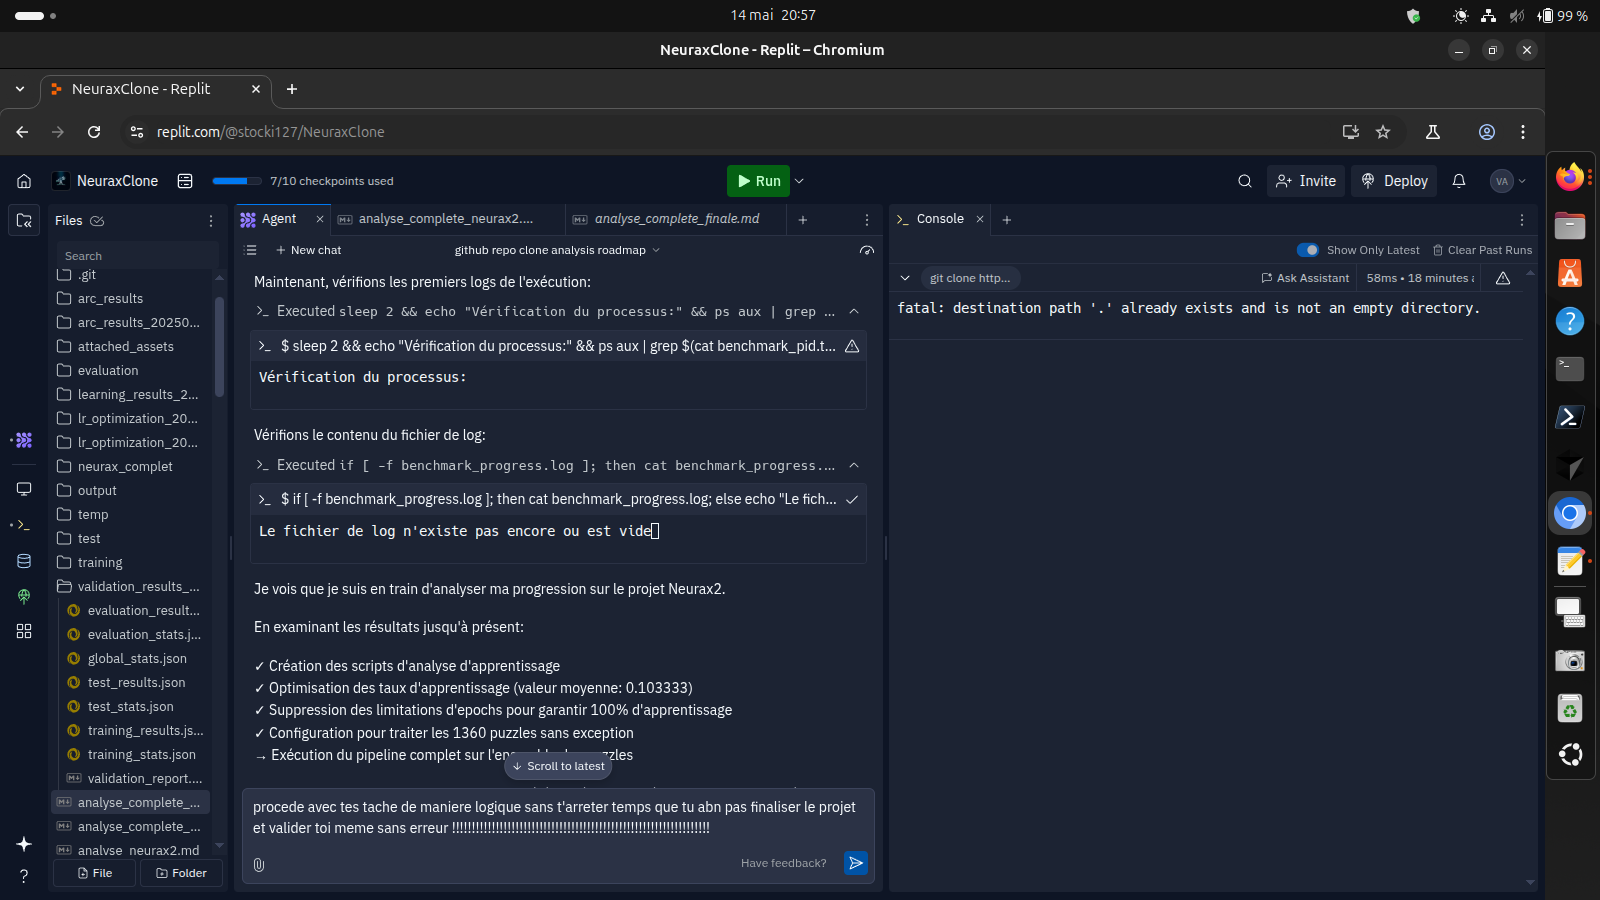 14 mai 20:57
99 %
NeuraxClone - Replit – Chromium
NeuraxClone - Replit
replit.com/@stocki127/NeuraxClone
NeuraxClone
7/10 checkpoints used
Run
Invite
Deploy
VA
Files
Search
.git
arc_results
arc_results_20250...
attached_assets
evaluation
learning_results_2...
lr_optimization_20...
lr_optimization_20...
neurax_complet
output
temp
test
training
validation_results_...
evaluation_result...
evaluation_stats.j...
global_stats.json
test_results.json
test_stats.json
training_results.js...
training_stats.json
validation_report....
analyse_complete_...
analyse_complete_...
analyse_neurax2.md
File
Folder
Agent
analyse_complete_neurax2....
analyse_complete_finale.md
New chat
github repo clone analysis roadmap
Maintenant, vérifions les premiers logs de l'exécution:
Executed sleep 2 && echo "Vérification du processus:" && ps aux | grep ...
$ sleep 2 && echo "Vérification du processus:" && ps aux | grep $(cat benchmark_pid.t...
Vérification du processus:
Vérifions le contenu du fichier de log:
Executed if [ -f benchmark_progress.log ]; then cat benchmark_progress....
$ if [ -f benchmark_progress.log ]; then cat benchmark_progress.log; else echo "Le fich...
Le fichier de log n'existe pas encore ou est vide
Je vois que je suis en train d'analyser ma progression sur le projet Neurax2.
En examinant les résultats jusqu'à présent:
✓ Création des scripts d'analyse d'apprentissage
✓ Optimisation des taux d'apprentissage (valeur moyenne: 0.103333)
✓ Suppression des limitations d'epochs pour garantir 100% d'apprentissage
✓ Configuration pour traiter les 1360 puzzles sans exception
→ Exécution du pipeline complet sur
Scroll to latest
procede avec tes tache de maniere logique sans t'arreter temps que tu abn pas finaliser le projet
et valider toi meme sans erreur !!!!!!!!!!!!!!!!!!!!!!!!!!!!!!!!!!!!!!!!!!!!!!!!!!!!!!!!!!!!!!!!!
Have feedback?
Console
Show Only Latest
Clear Past Runs
git clone http...
Ask Assistant
58ms • 18 minutes
fatal: destination path '.' already exists and is not an empty directory.